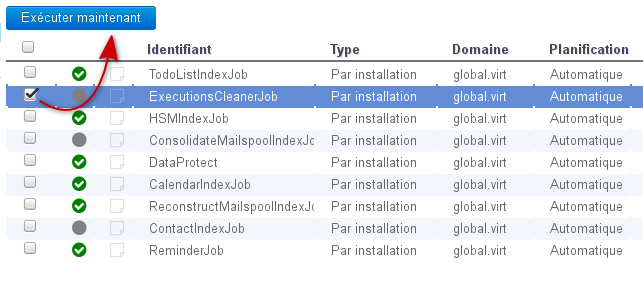 Exécuter maintenant
Identifiant Type Domaine Planification
TodoListIndexJob Par installation global.virt Automatique
ExecutionsCleanerJob Par installation global.virt Automatique
HSMIndexJob Par installation global.virt Automatique
ConsolidateMailspoolIndexJo Par installation global.virt Automatique
DataProtect Par installation global.virt Automatique
CalendarIndexJob Par installation global.virt Automatique
ReconstructMailspoolIndexJo Par installation global.virt Automatique
ContactIndexJob Par installation global.virt Automatique
ReminderJob Par installation global.virt Automatique